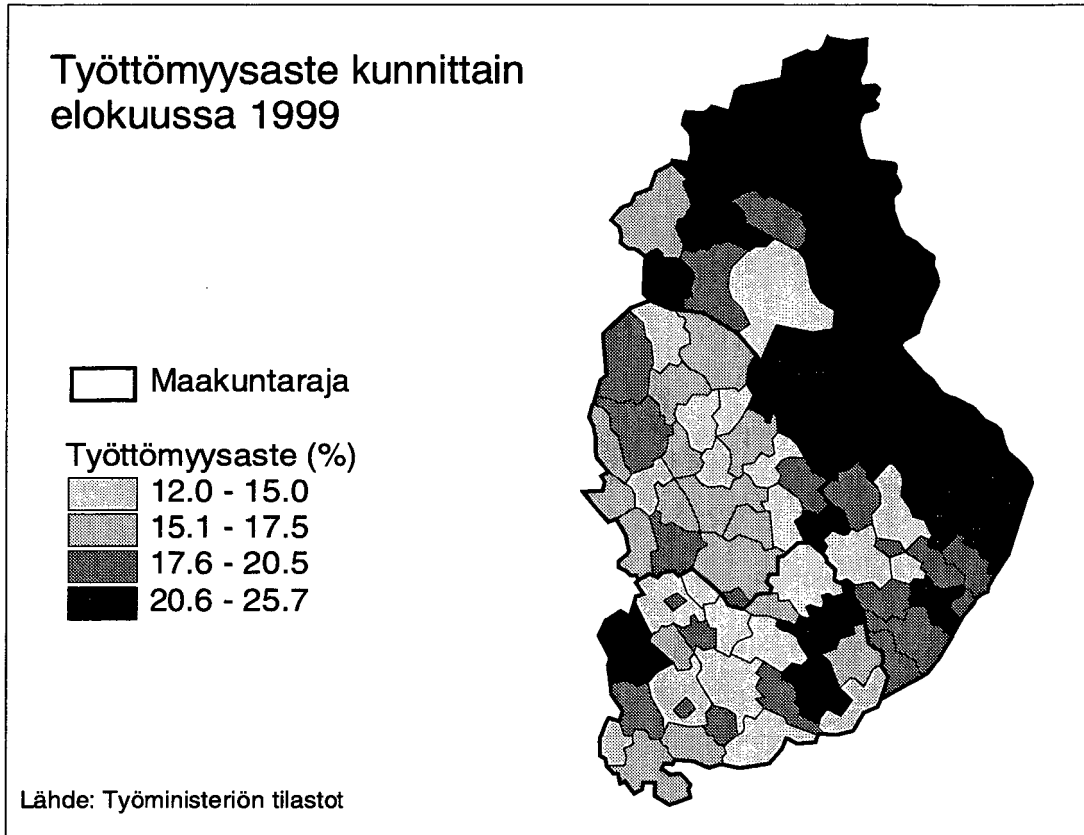 Työttömyysaste kunnittain
elokuussa 1999
Maakuntaraja
Työttömyysaste (%)
12.0 - 15.0
15.1 - 17.5
17.6 - 20.5
20.6 - 25.7
Lähde: Työministeriön tilastot